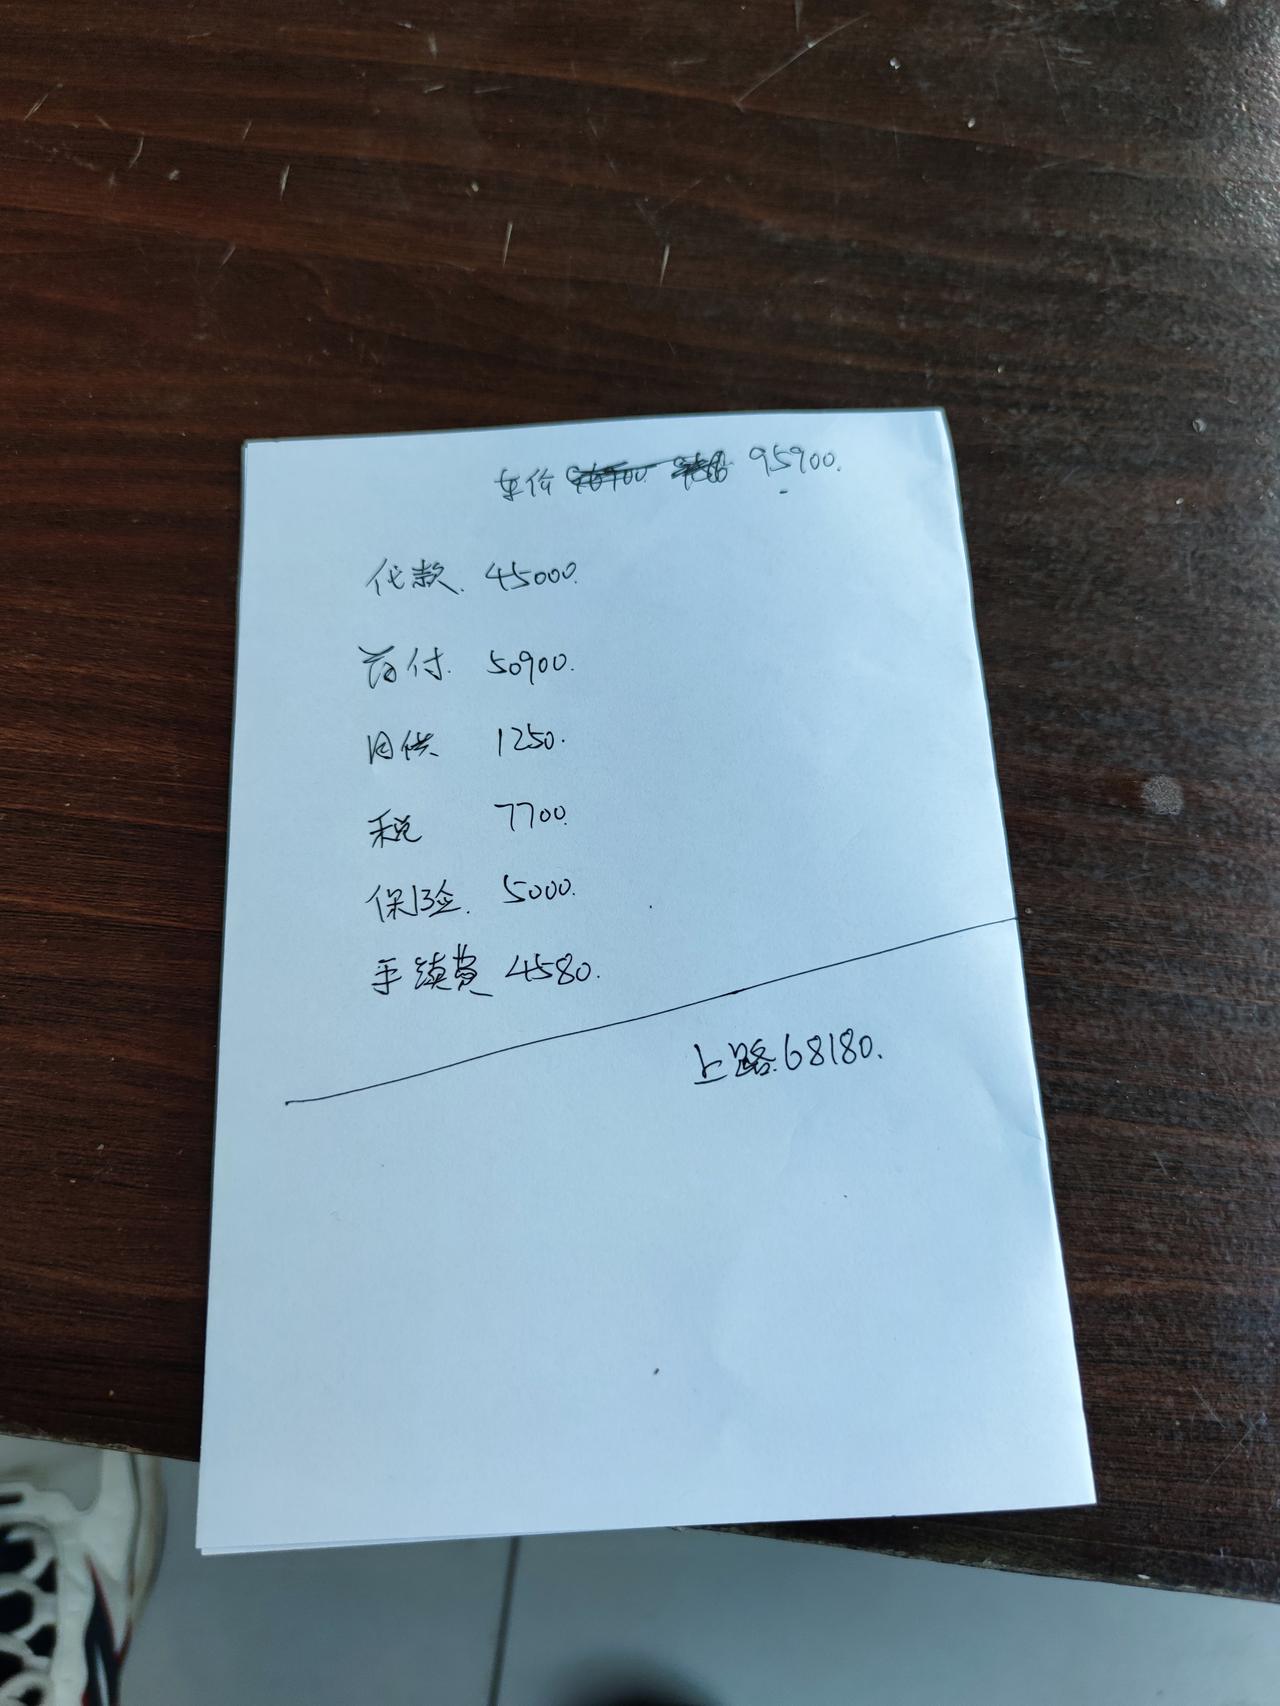 车价 95900.
代款. 45000.
首付. 50900.
月供 1250.
税 7700.
保险. 5000.
手续费 4580.
上路.68180.